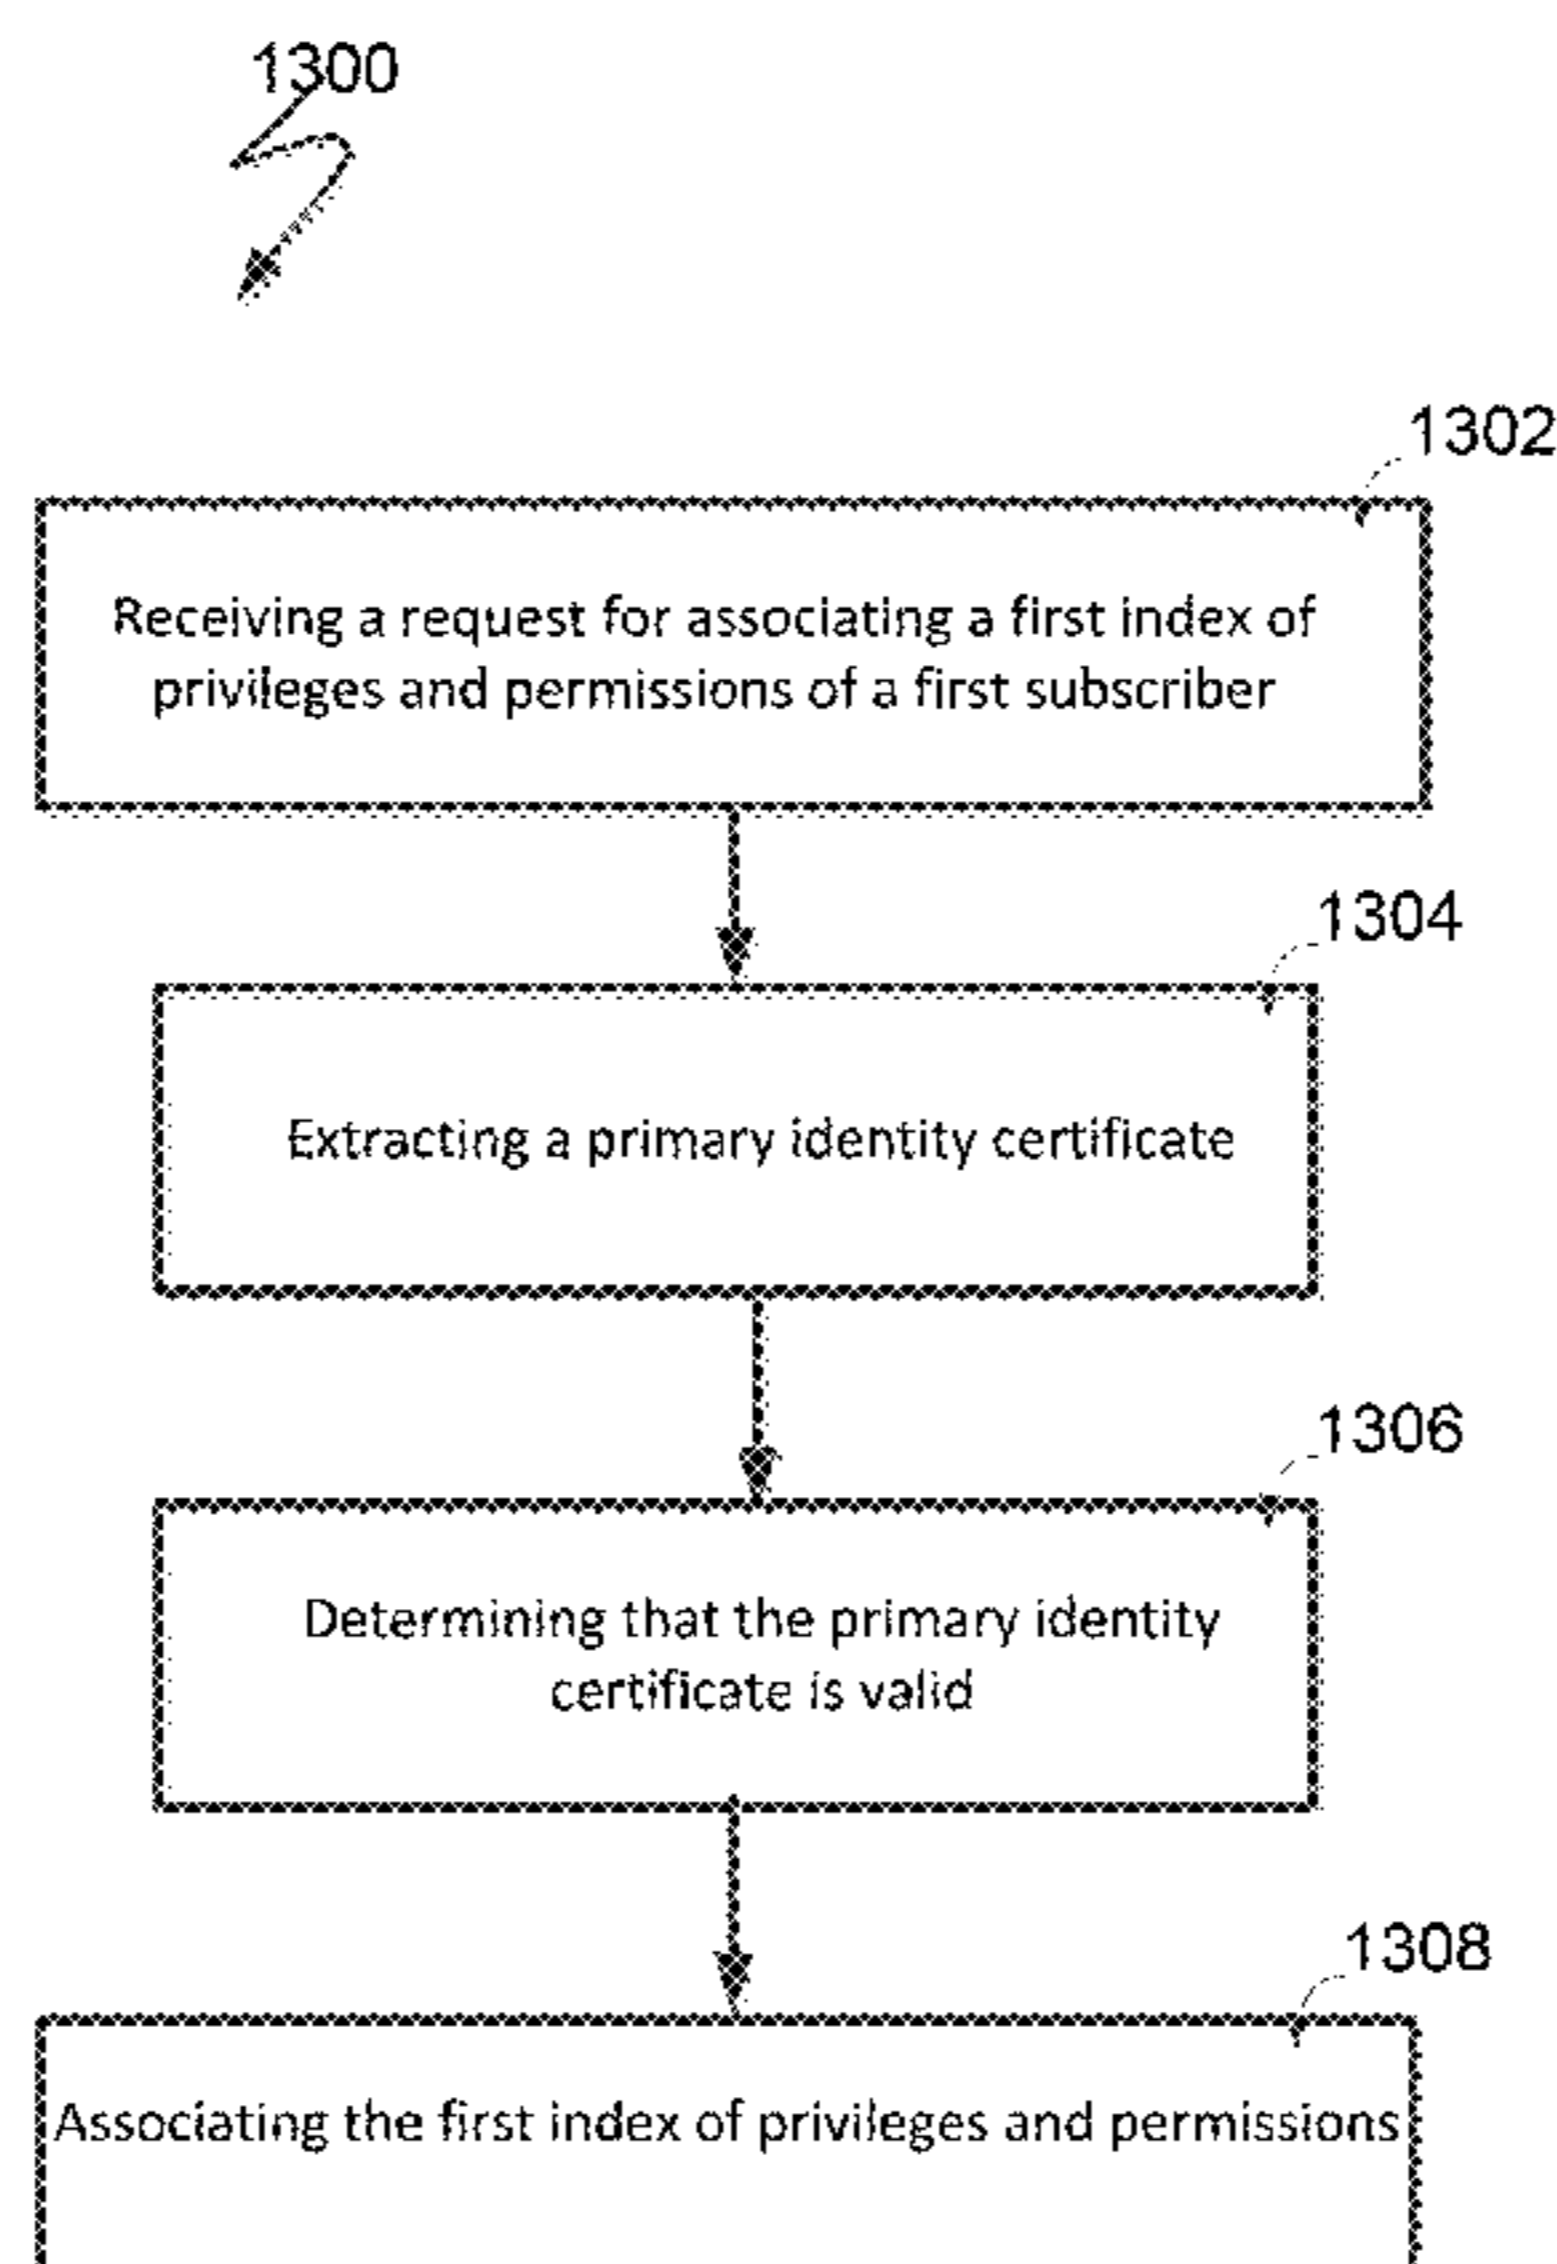 1300
1302
Receiving a request for associating a first index of
privileges and permissions of a first subscriber
1304
Extracting a primary identity certificate
1306
Determining that the primary identity
certificate is valid
1308
Associating the first index of privileges and permissions